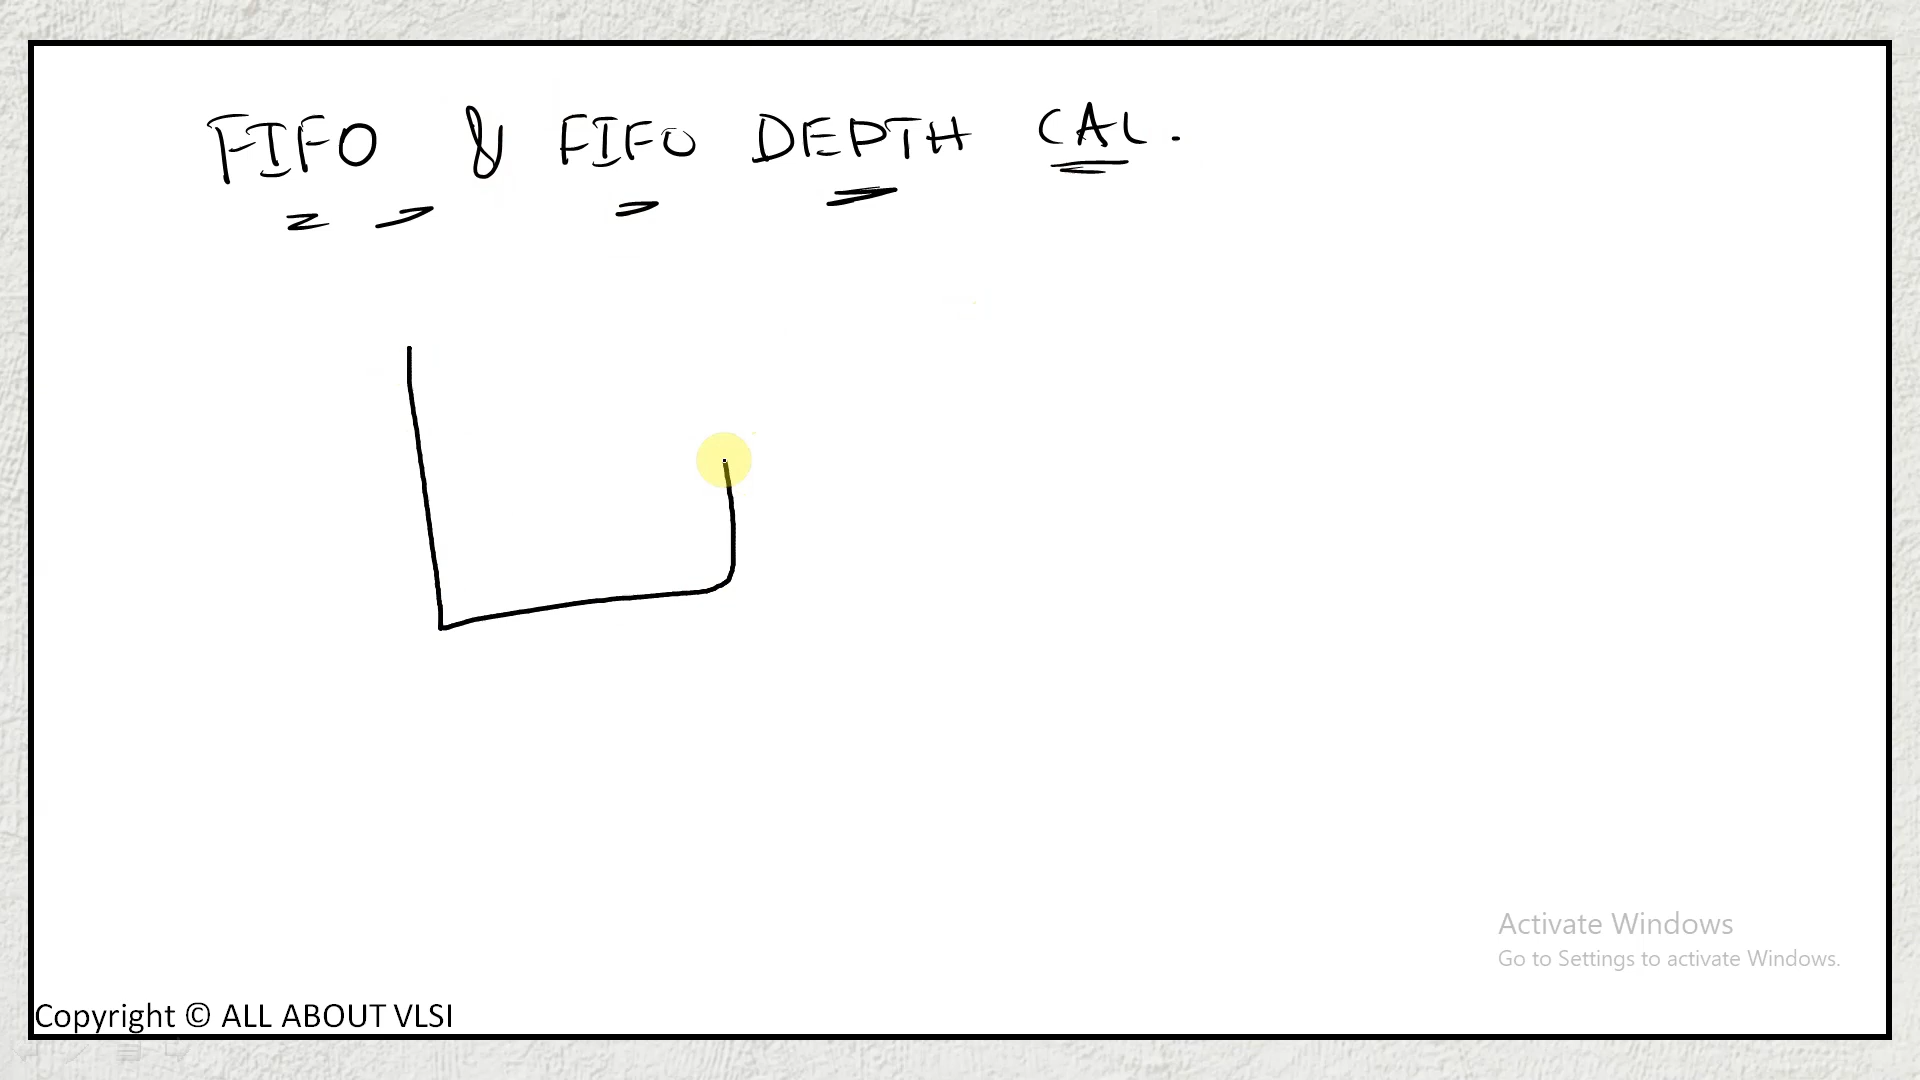 FIFO & FIFO DEPTH CAL.
Activate Windows
Go to Settings to activate Windows.
Copyright © ALL ABOUT VLSI